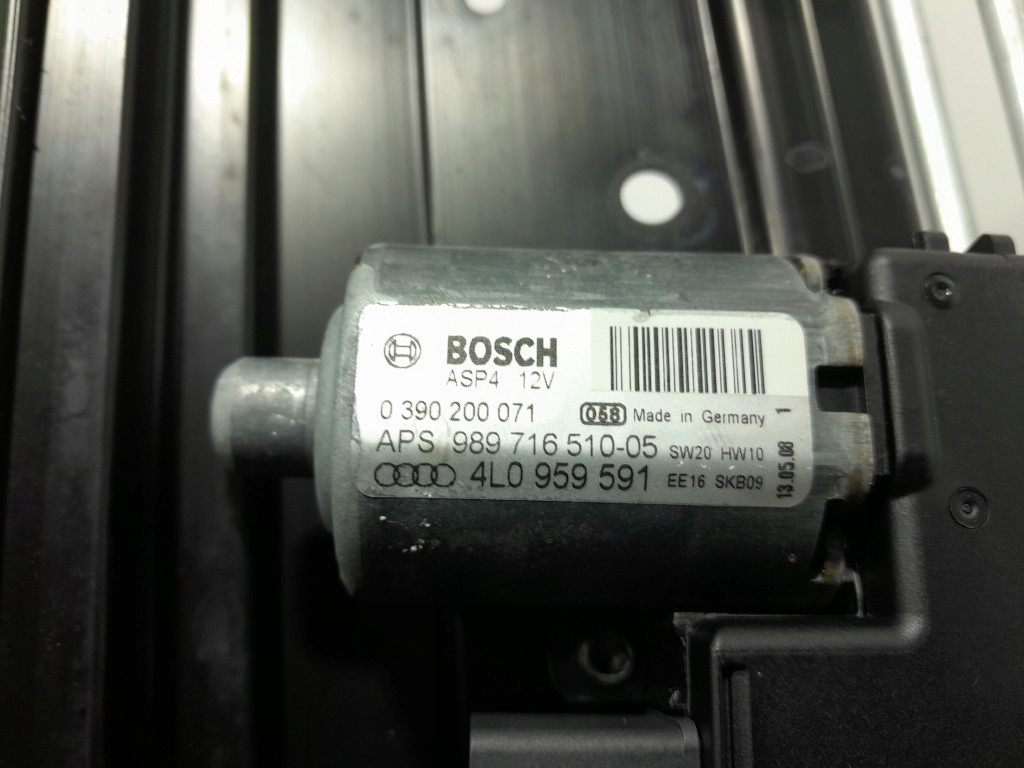 BOSCH
ASP4 12V
0 390 200 071 058 Made in Germany 1
APS 989 716 510-05 SW20 HW10
4L0 959 591 EE16 SKB09
13.05.08